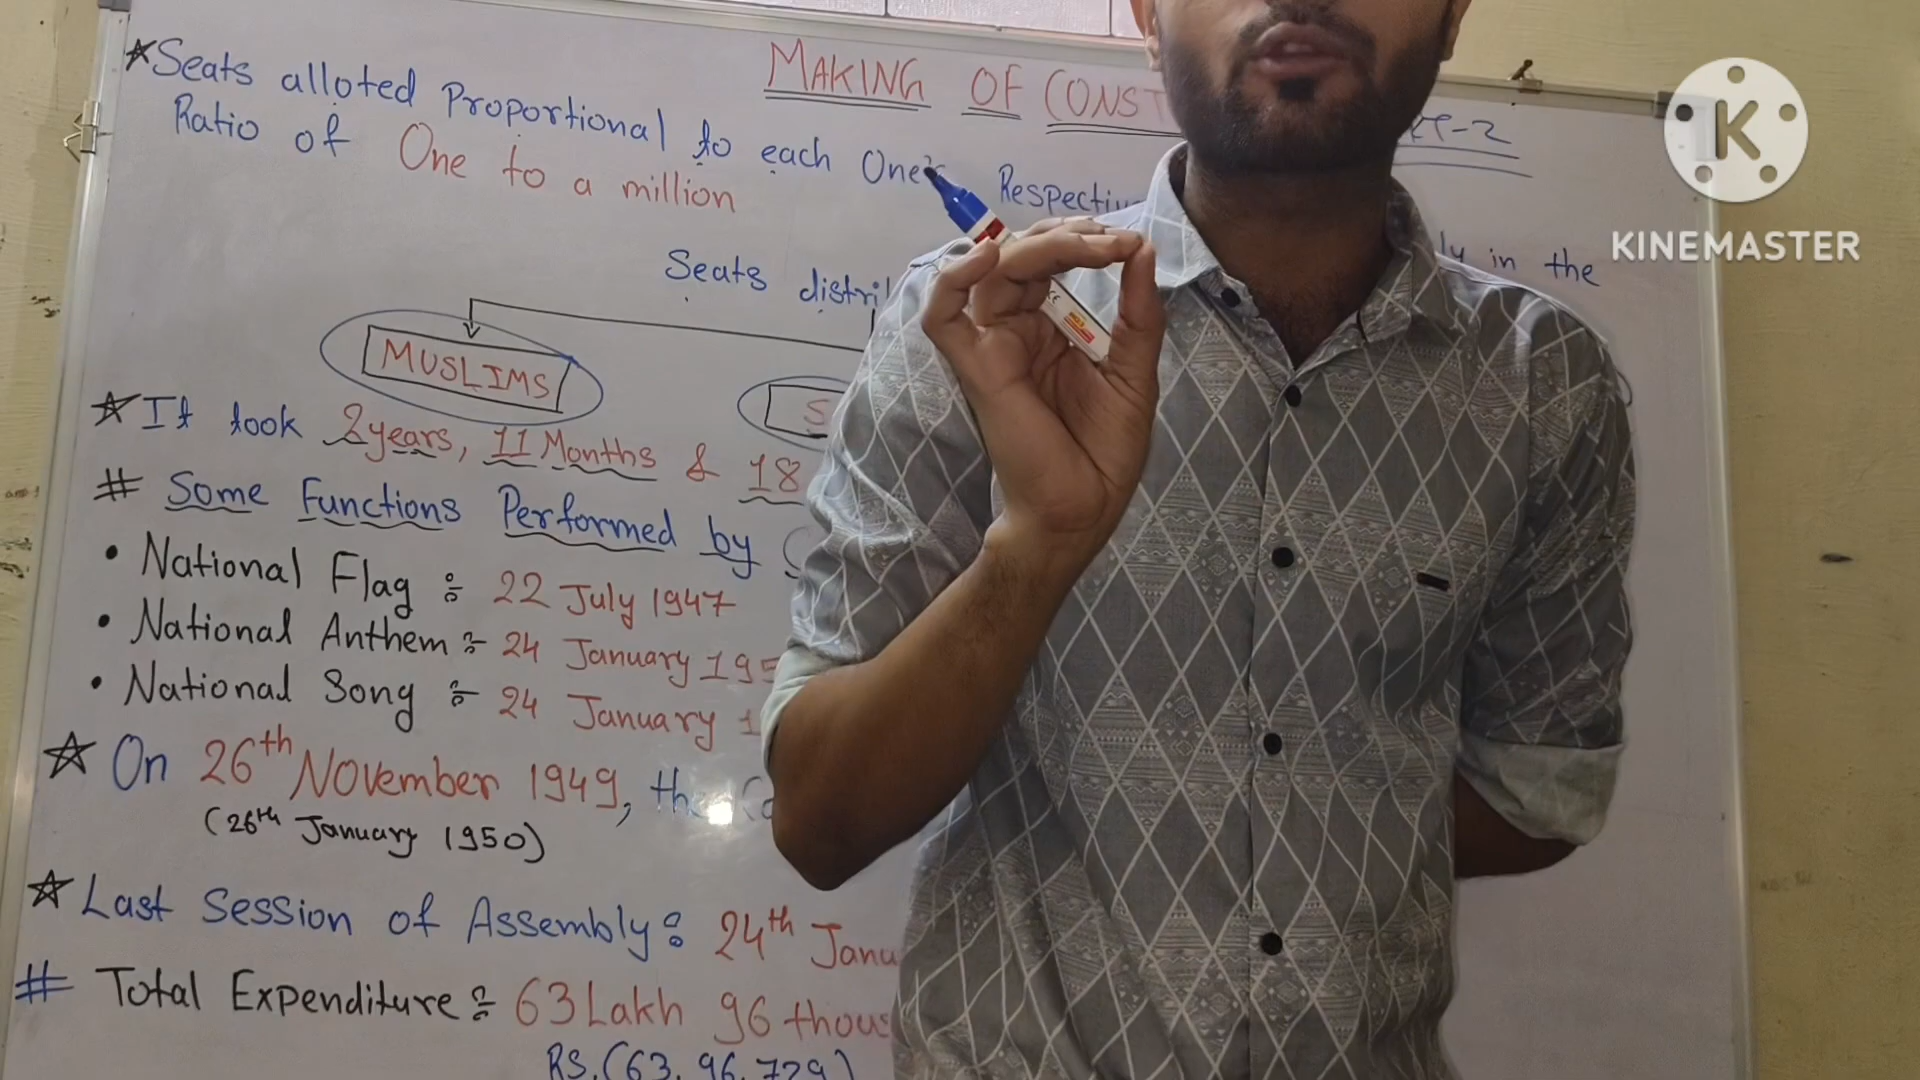 MAKING OF CONST
-2
★ Seats alloted Proportional to each One's Respectiv
Ratio of One to a million
K
KINEMASTER
ly in the
Seats distri
MUSLIMS
S
★ It took 2 years, 11 Months & 18
# Some Functions Performed by
• National Flag : 22 July 1947
• National Anthem :- 24 January 195
• National Song :- 24 January 1
★ On 26th November 1949, the Co
(26th January 1950)
★ Last Session of Assembly : 24th Janu
# Total Expenditure :- 63 Lakh 96 thous
RS. (63,96,729)